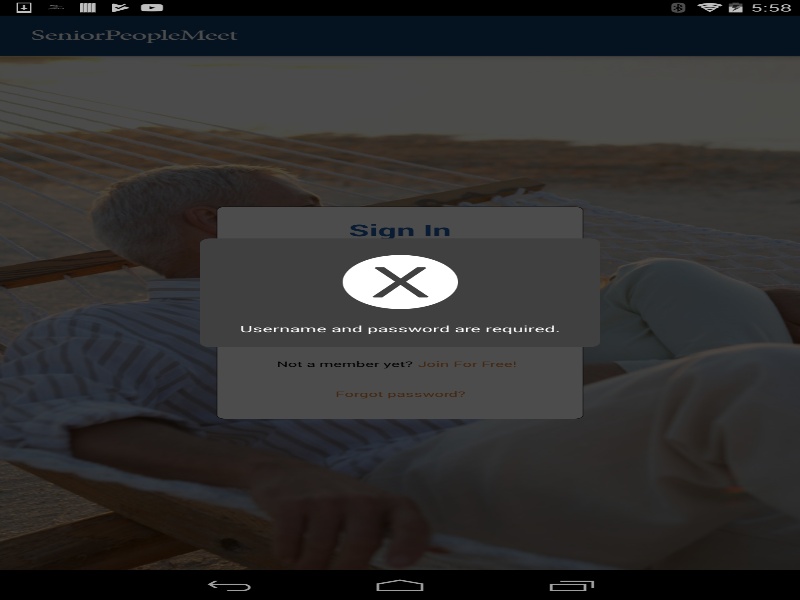 5:58
SeniorPeopleMeet
Sign In
Username and password are required.
Not a member yet? Join For Free!
Forgot password?